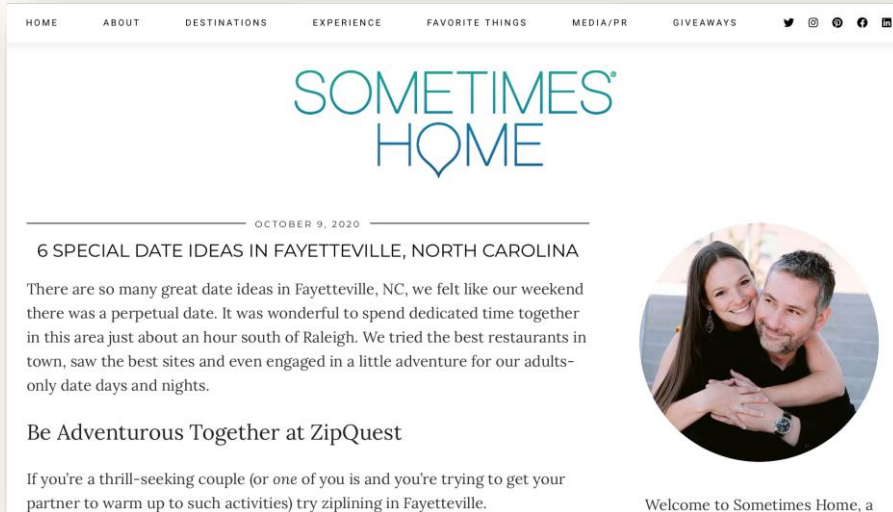 HOME ABOUT DESTINATIONS EXPERIENCE FAVORITE THINGS MEDIA/PR GIVEAWAYS
SOMETIMES®
HOME
OCTOBER 9, 2020
6 SPECIAL DATE IDEAS IN FAYETTEVILLE, NORTH CAROLINA
There are so many great date ideas in Fayetteville, NC, we felt like our weekend
there was a perpetual date. It was wonderful to spend dedicated time together
in this area just about an hour south of Raleigh. We tried the best restaurants in
town, saw the best sites and even engaged in a little adventure for our adults-
only date days and nights.
Be Adventurous Together at ZipQuest
If you’re a thrill-seeking couple (or one of you is and you’re trying to get your
partner to warm up to such activities) try ziplining in Fayetteville.
Welcome to Sometimes Home, a